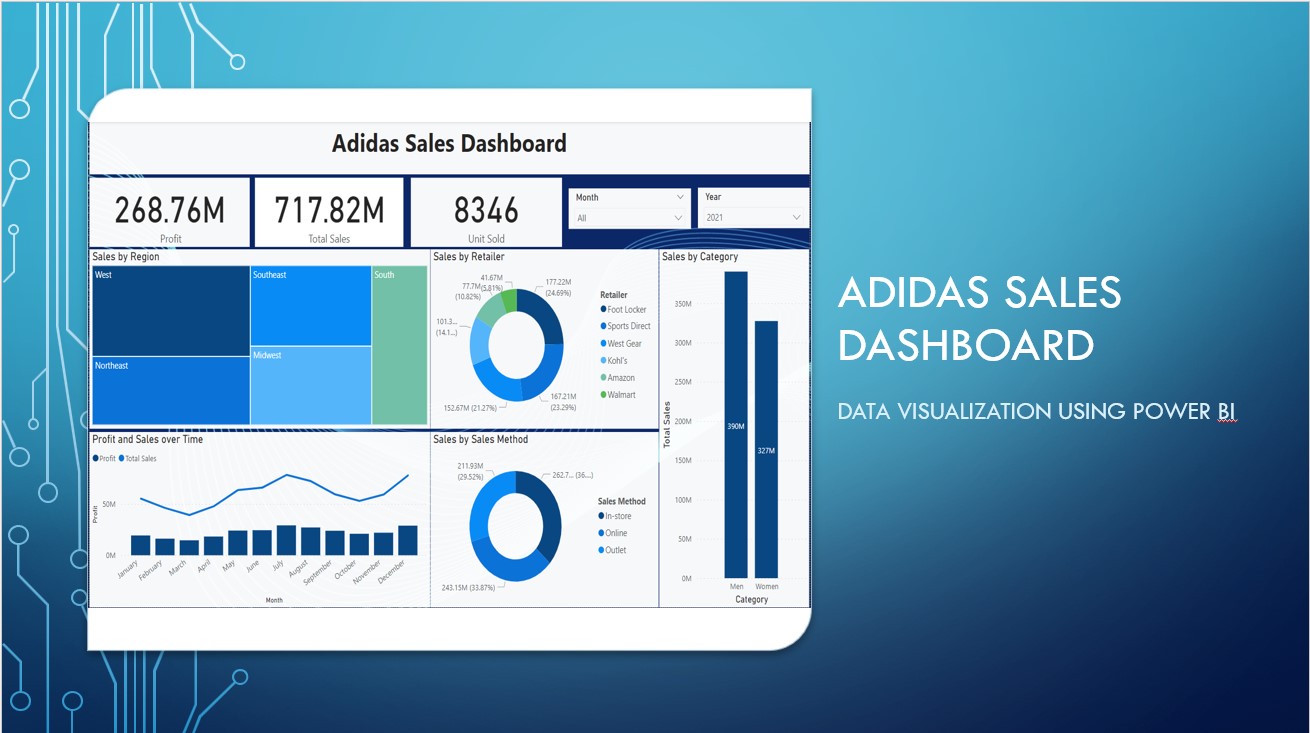 Adidas Sales Dashboard
268.76M
Profit
717.82M
Total Sales
8346
Unit Sold
Month
All
Year
2021
Sales by Region
West
Southeast
South
Northeast
Midwest
Sales by Retailer
41.67M
(5.81%)
77.7M
(10.82%)
101.3...
(14.1...)
177.22M
(24.69%)
167.21M
(23.29%)
152.67M (21.27%)
Retailer
Foot Locker
Sports Direct
West Gear
Kohl's
Amazon
Walmart
Sales by Category
Total Sales
350M
300M
250M
200M
150M
100M
50M
0M
390M
327M
Men Women
Category
Profit and Sales over Time
Profit Total Sales
Profit
50M
0M
January February March April May June July August September October November December
Month
Sales by Sales Method
211.93M
(29.52%)
262.7... (36....)
243.15M (33.87%)
Sales Method
In-store
Online
Outlet
ADIDAS SALES
DASHBOARD
DATA VISUALIZATION USING POWER BI